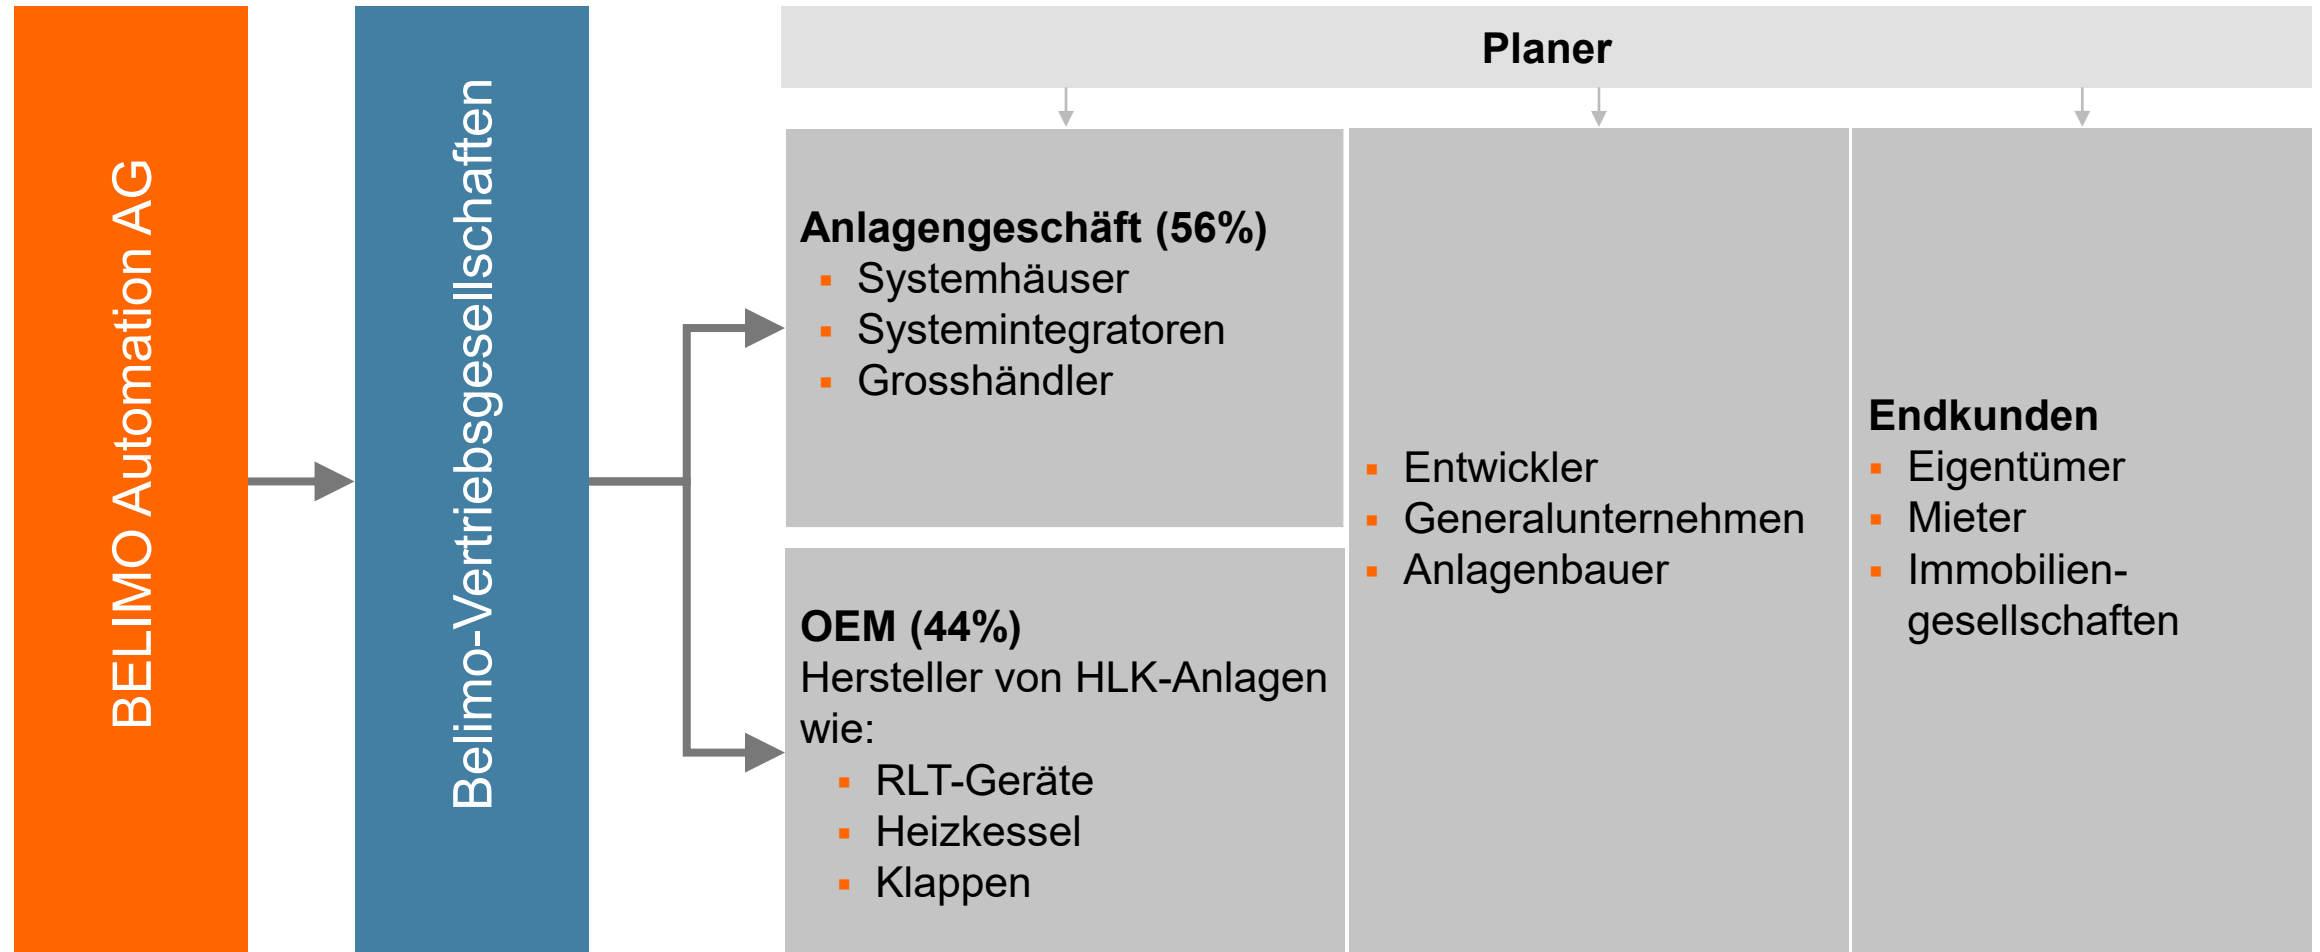 BELIMO Automation AG
Belimo-Vertriebsgesellschaften
Planer
Anlagengeschäft (56%)
▪ Systemhäuser
▪ Systemintegratoren
▪ Grosshändler
OEM (44%)
Hersteller von HLK-Anlagen
wie:
▪ RLT-Geräte
▪ Heizkessel
▪ Klappen
▪ Entwickler
▪ Generalunternehmen
▪ Anlagenbauer
Endkunden
▪ Eigentümer
▪ Mieter
▪ Immobilien-
gesellschaften